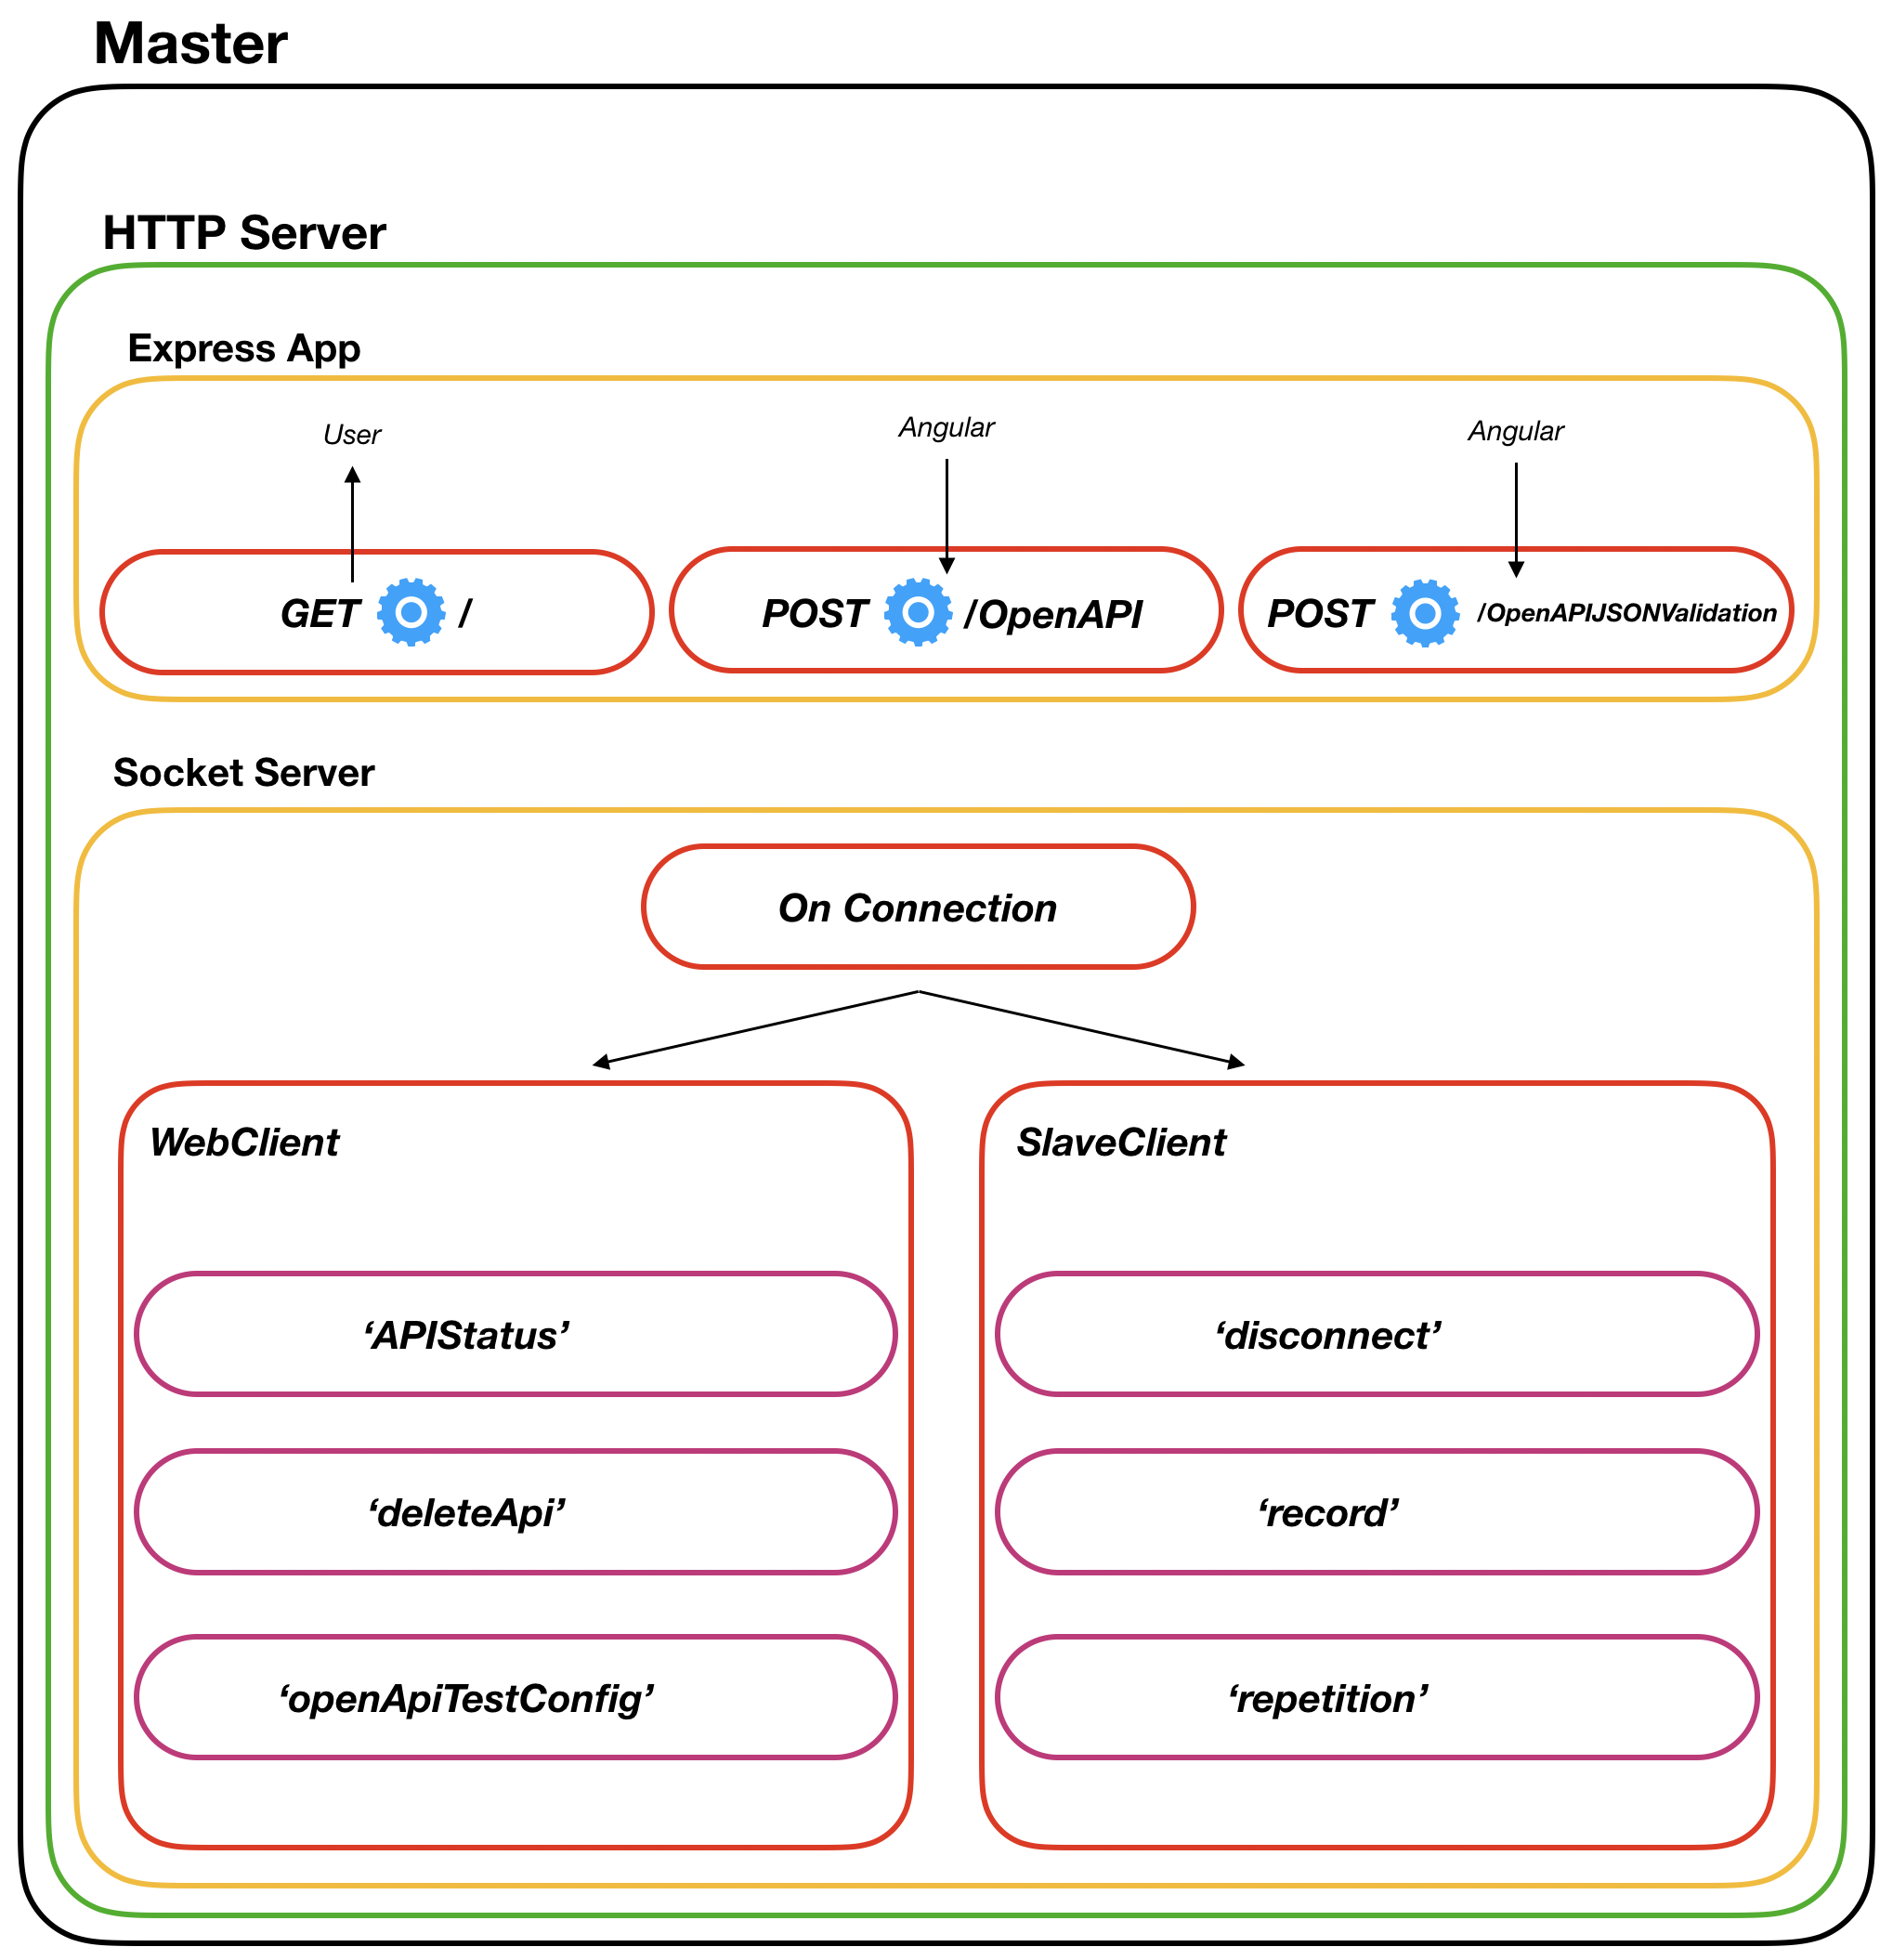 Master
HTTP Server
Express App
User
Angular
Angular
GET /
POST /OpenAPI
POST /OpenAPIJSONValidation
Socket Server
On Connection
WebClient
SlaveClient
‘APIStatus’
‘disconnect’
‘deleteApi’
‘record’
‘openApiTestConfig’
‘repetition’